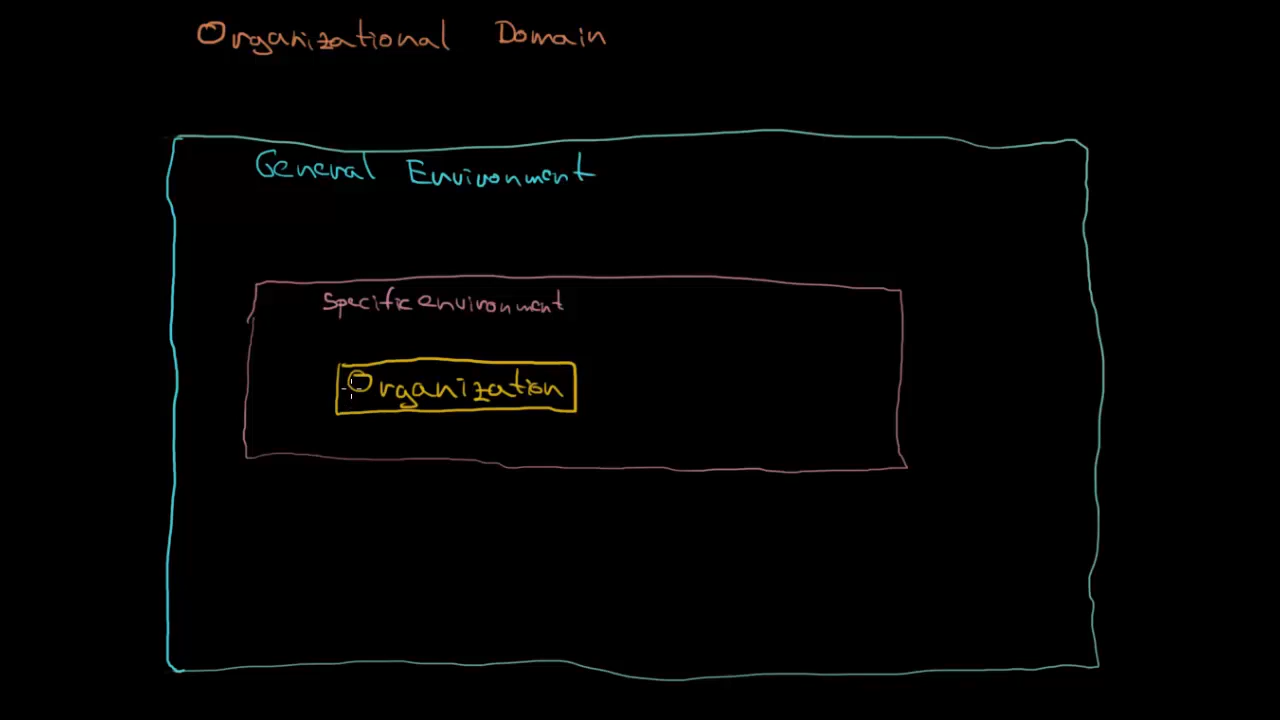 Organizational Domain
General Environment
Specific environment
Organization